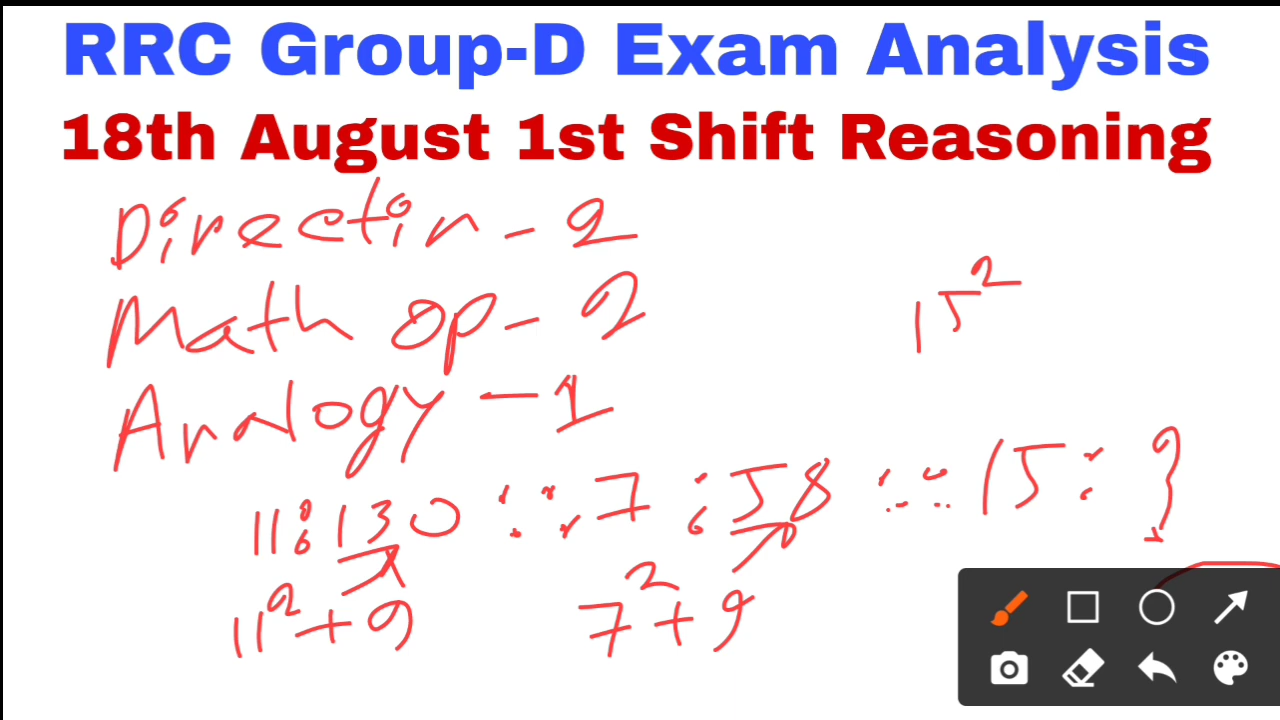 RRC Group-D Exam Analysis
18th August 1st Shift Reasoning
Directin - 2
Math op - 2
15²
Analogy - 1
11 : 130 :: 7 : 58 :: 15 : ?
11² + 9 7² + 9